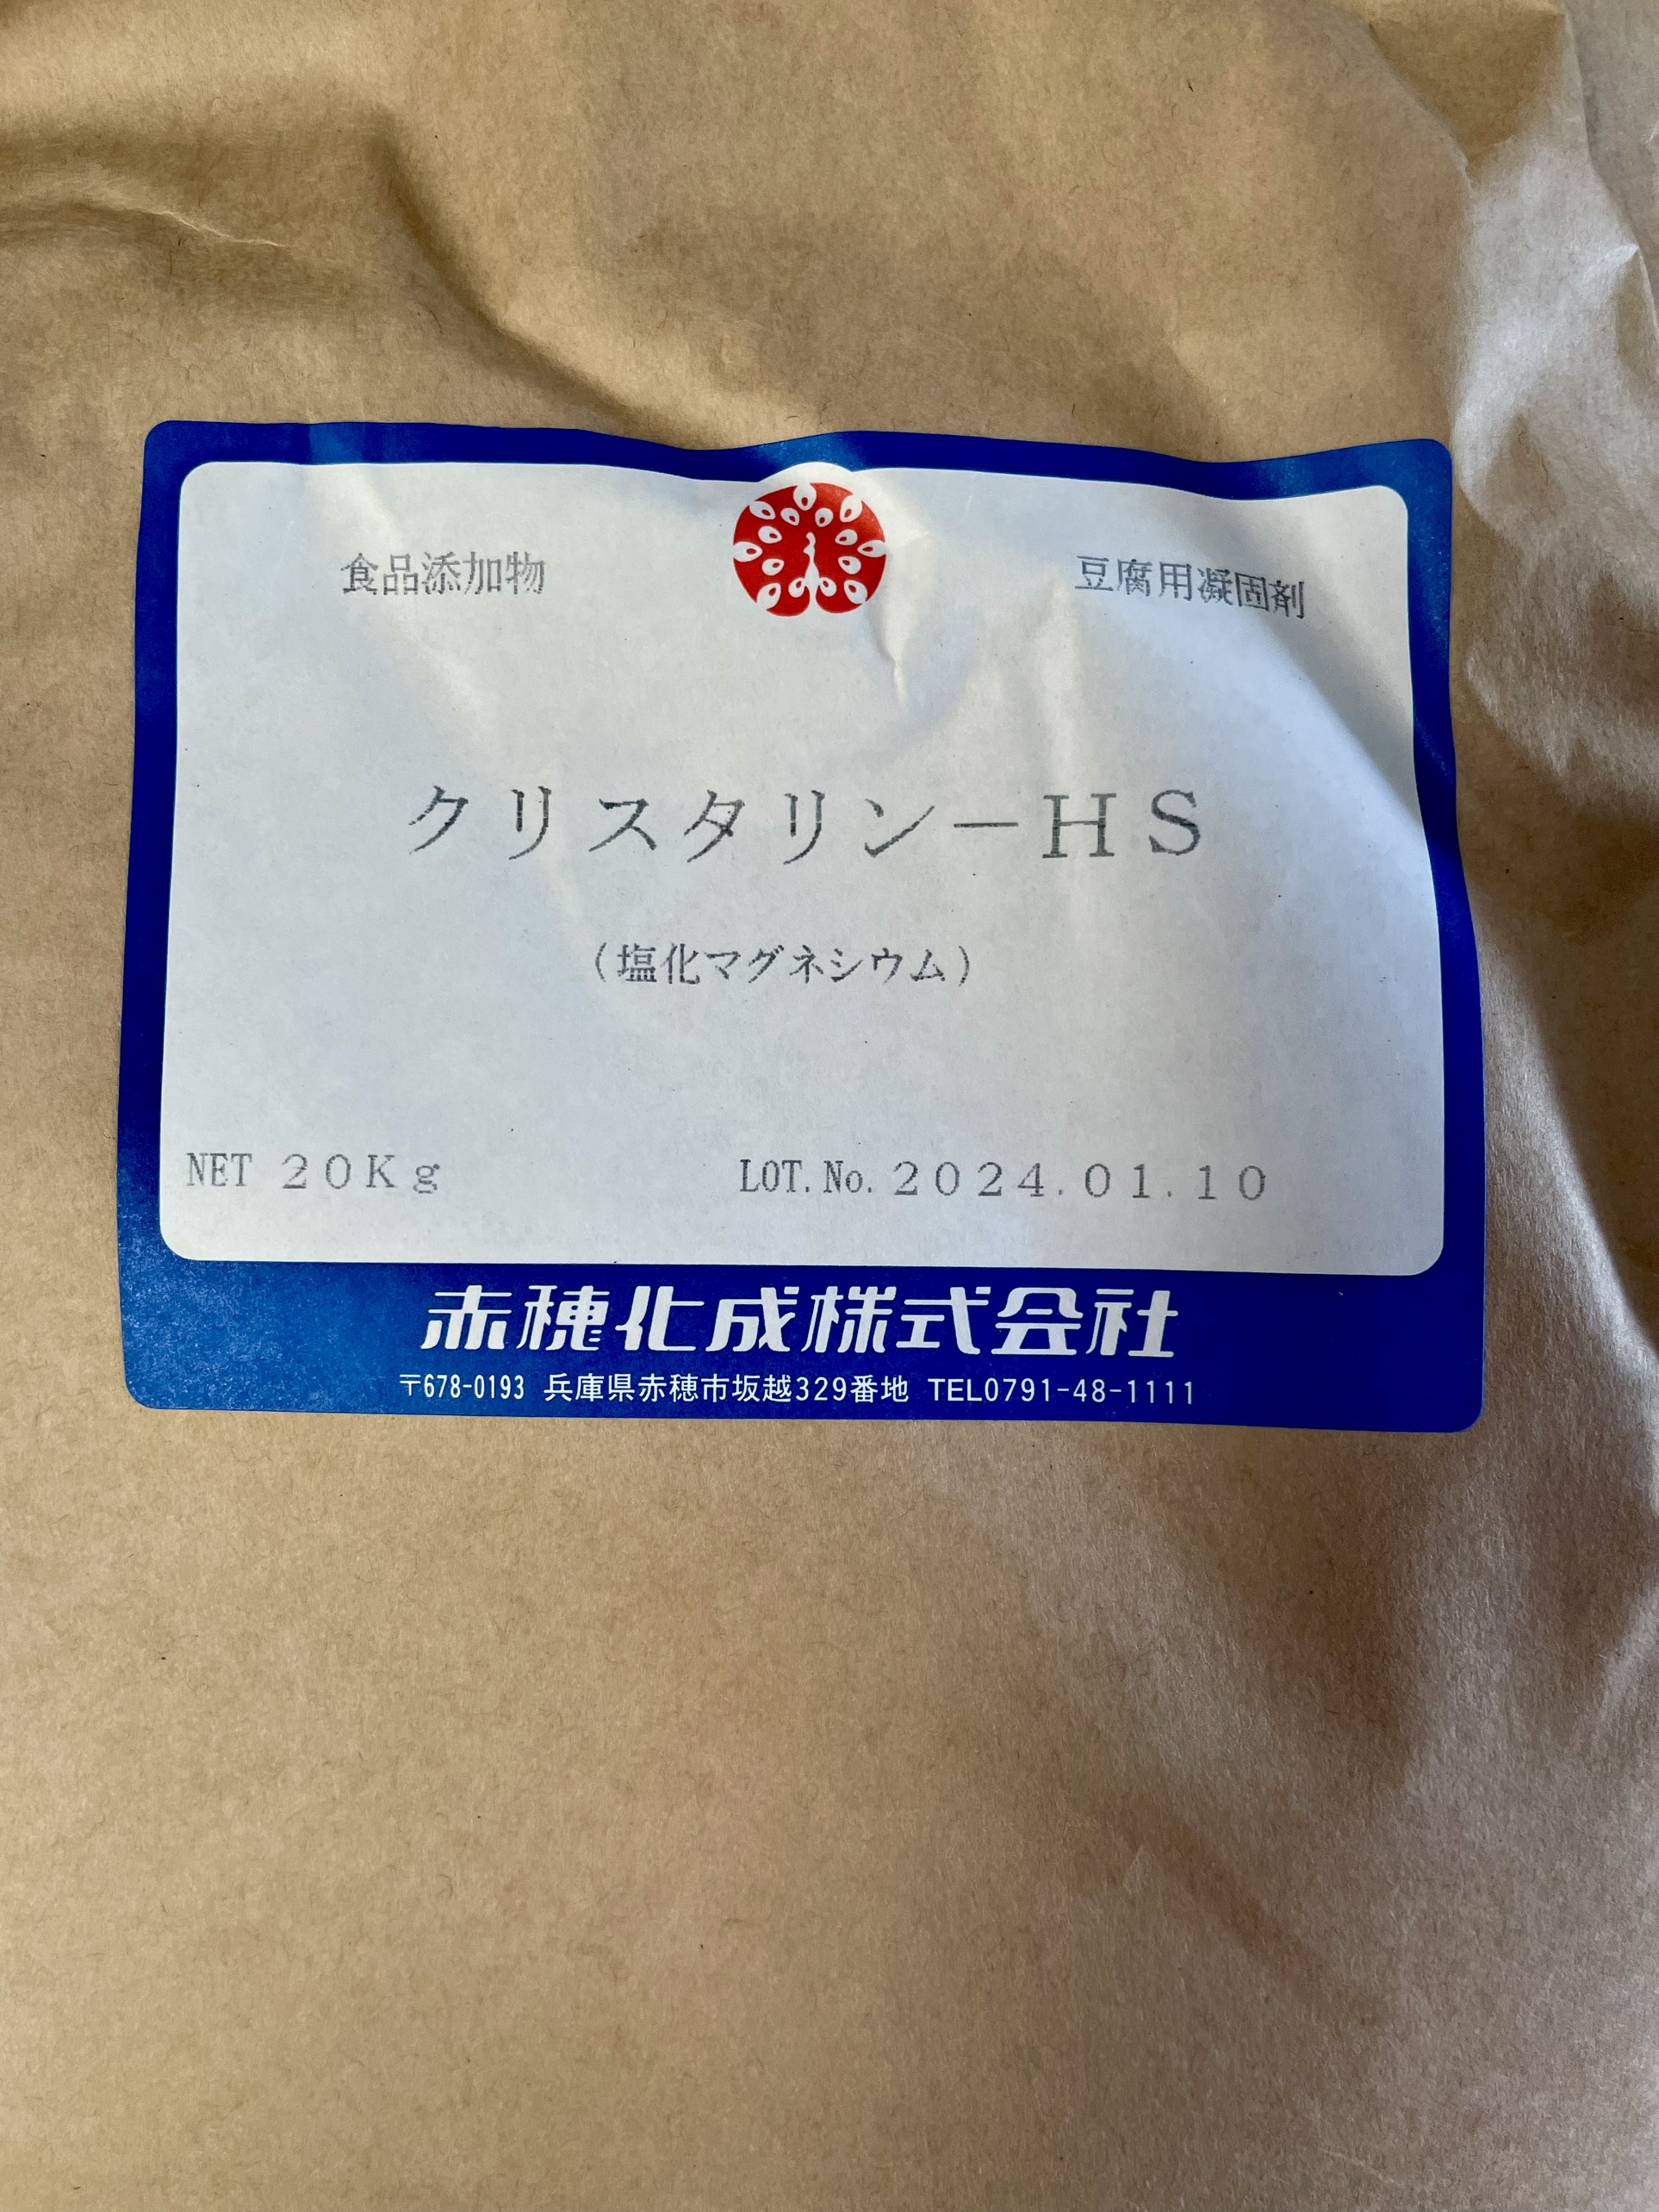 食品添加物
豆腐用凝固剤
クリスタリン－ＨＳ
（塩化マグネシウム）
NET ２０Ｋｇ
LOT.No.２０２４.０１.１０
赤穂化成株式会社
〒678-0193 兵庫県赤穂市坂越329番地 TEL0791-48-1111